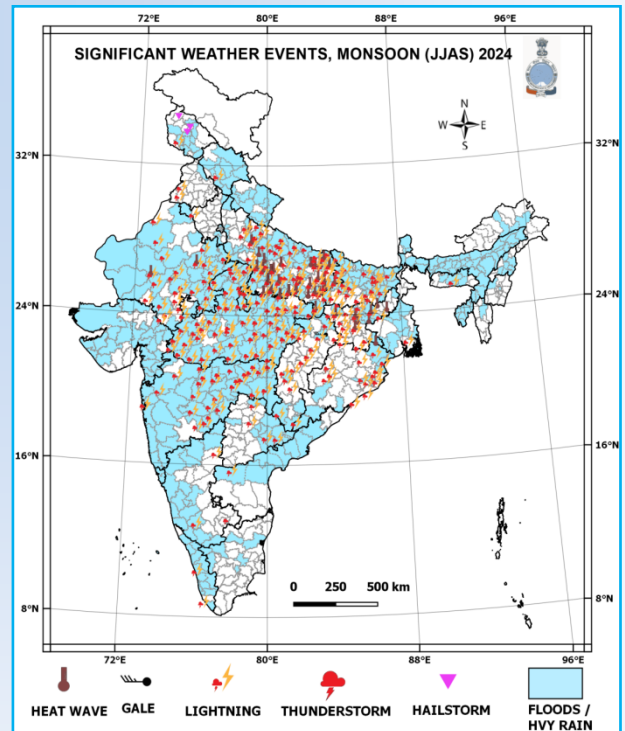 72°E 80°E 88°E 96°E
SIGNIFICANT WEATHER EVENTS, MONSOON (JJAS) 2024
N
W E
S
32°N 32°N
24°N 24°N
16°N 16°N
0 250 500 km
8°N 8°N
72°E 80°E 88°E 96°E
HEAT WAVE GALE LIGHTNING THUNDERSTORM HAILSTORM FLOODS /
HVY RAIN